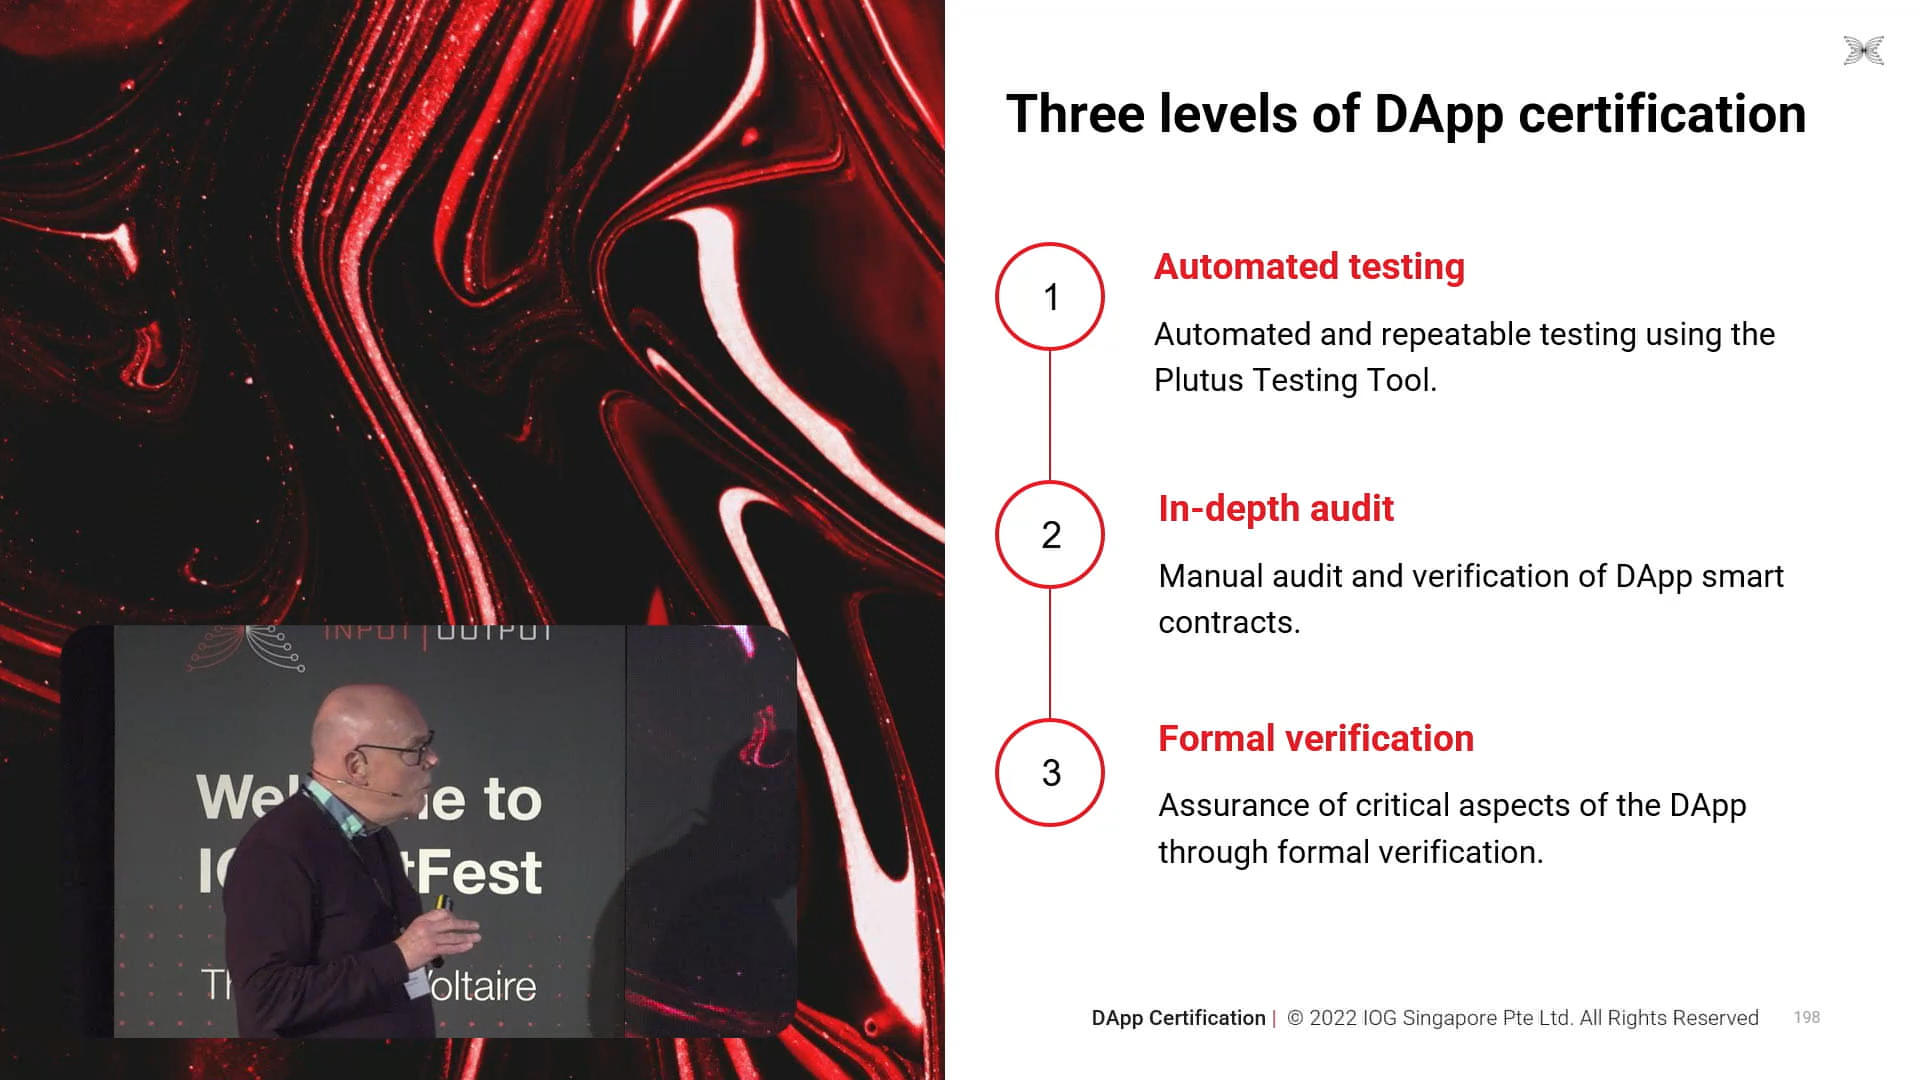 Three levels of DApp certification
1
Automated testing
Automated and repeatable testing using the
Plutus Testing Tool.
2
In-depth audit
Manual audit and verification of DApp smart
contracts.
3
Formal verification
Assurance of critical aspects of the DApp
through formal verification.
DApp Certification | © 2022 IOG Singapore Pte Ltd. All Rights Reserved 198
INPUT | OUTPUT
to